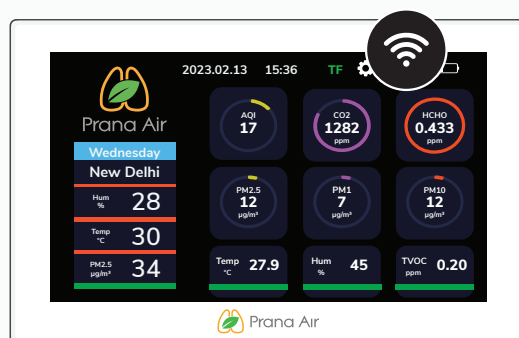 2023.02.13 15:36 TF
Prana Air
Wednesday
New Delhi
Hum
%
28
Temp
°C
30
PM2.5
µg/m³
34
AQI
17
CO2
1282
ppm
HCHO
0.433
ppm
PM2.5
12
µg/m³
PM1
7
µg/m³
PM10
12
µg/m³
Temp
°C
27.9
Hum
%
45
TVOC
ppm
0.20
Prana Air